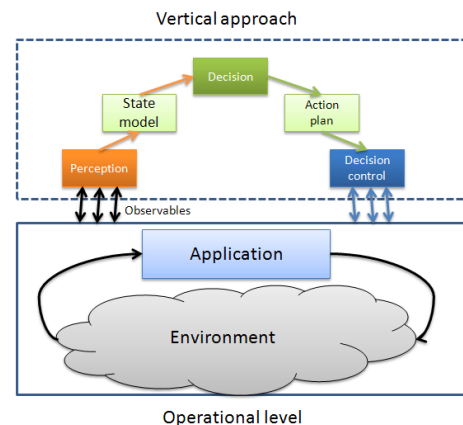 Vertical approach
Decision
State
model
Action
plan
Perception
Decision
control
Observables
Application
Environment
Operational level